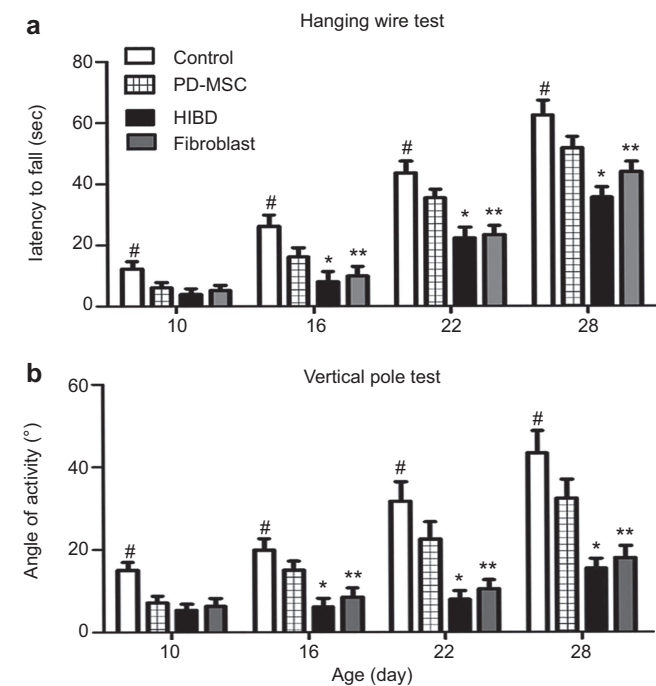 a
Hanging wire test
Control
PD-MSC
HIBD
Fibroblast
latency to fall (sec)
80
60
40
20
0
# # # #
* ** * ** * **
10 16 22 28
b
Vertical pole test
Angle of activity (°)
60
40
20
0
# # # #
* ** * ** * **
10 16 22 28
Age (day)